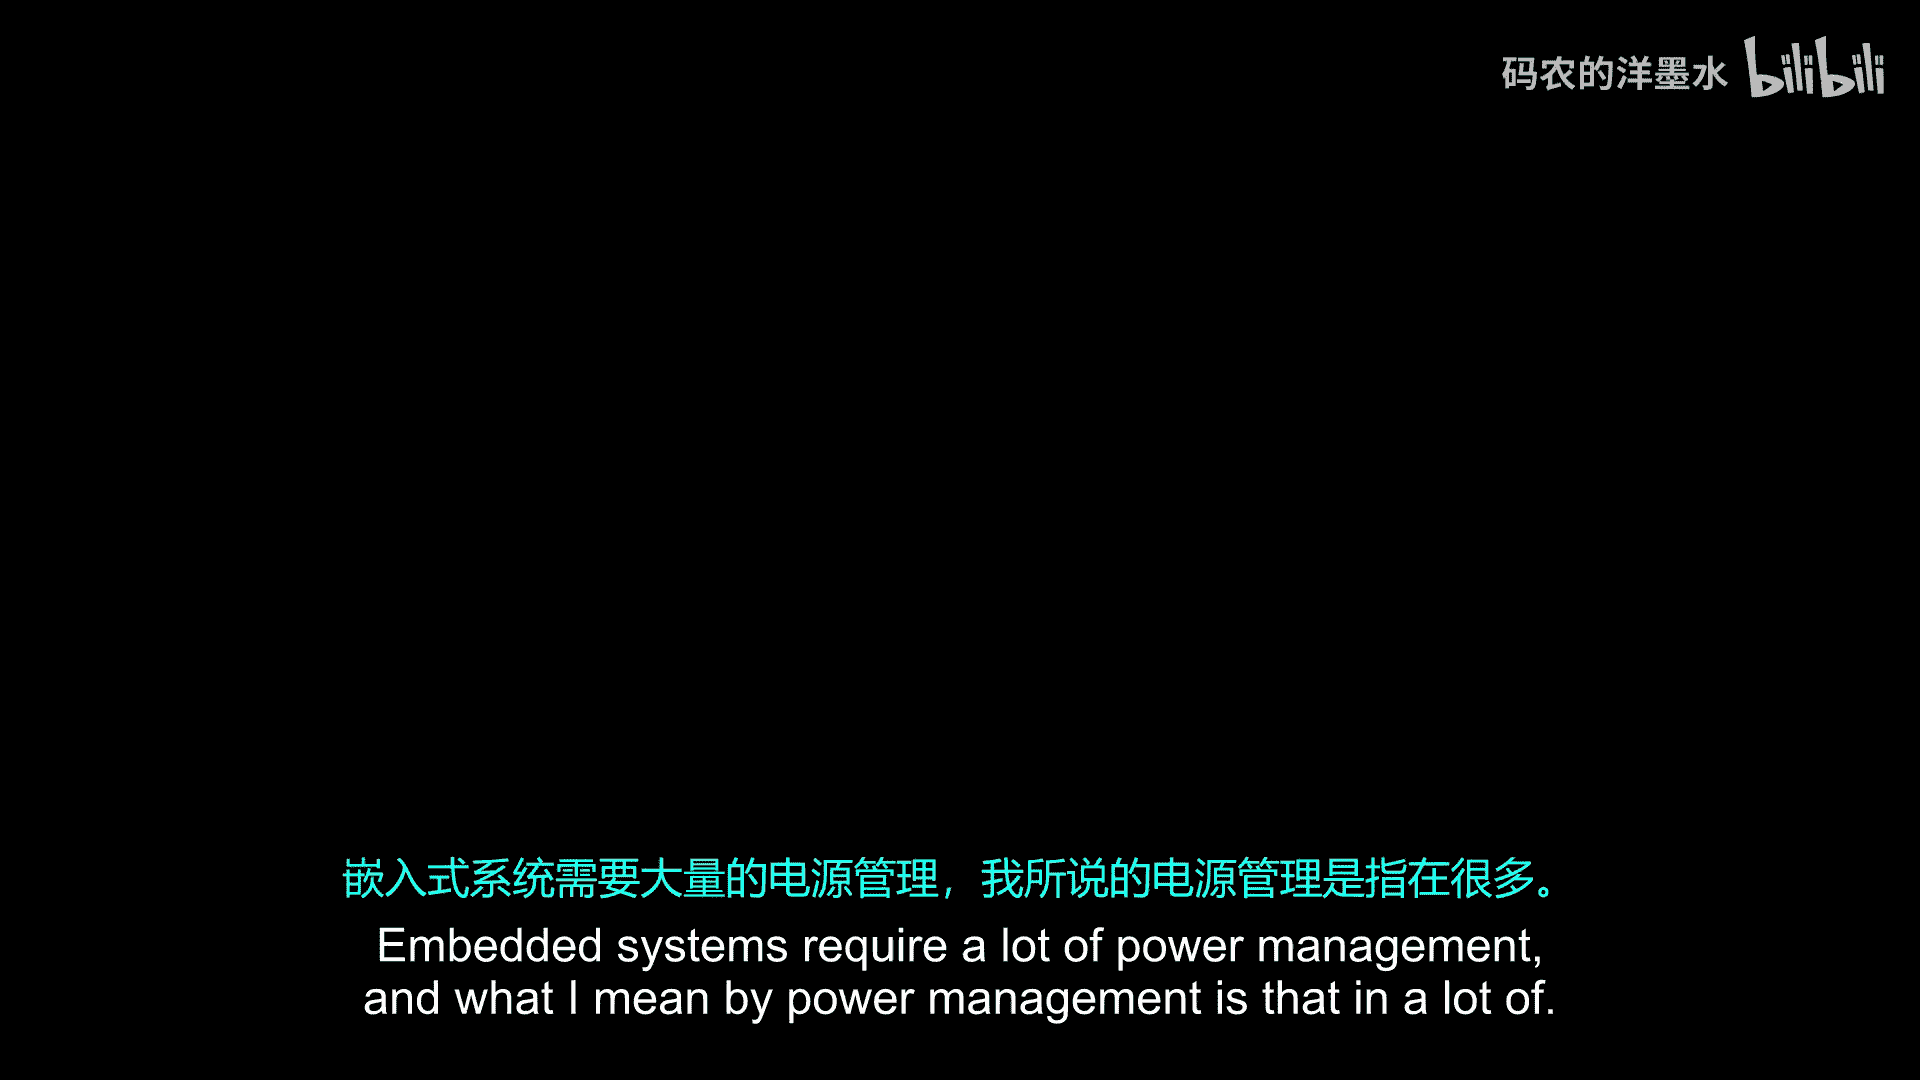 码农的洋墨水 bilibili
嵌入式系统需要大量的电源管理，我所说的电源管理是指在很多。
Embedded systems require a lot of power management,
and what I mean by power management is that in a lot of.